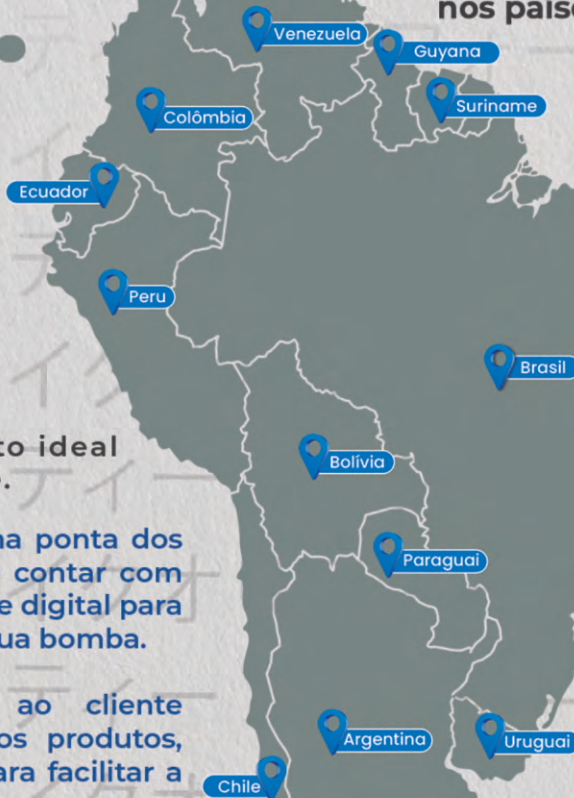 nos paíse
Venezuela
Guyana
Colômbia
Suriname
Ecuador
Peru
Brasil
to ideal
Bolívia
na ponta dos
contar com
Paraguai
e digital para
ua bomba.
ao cliente
os produtos,
Argentina
Uruguai
ara facilitar a
Chile